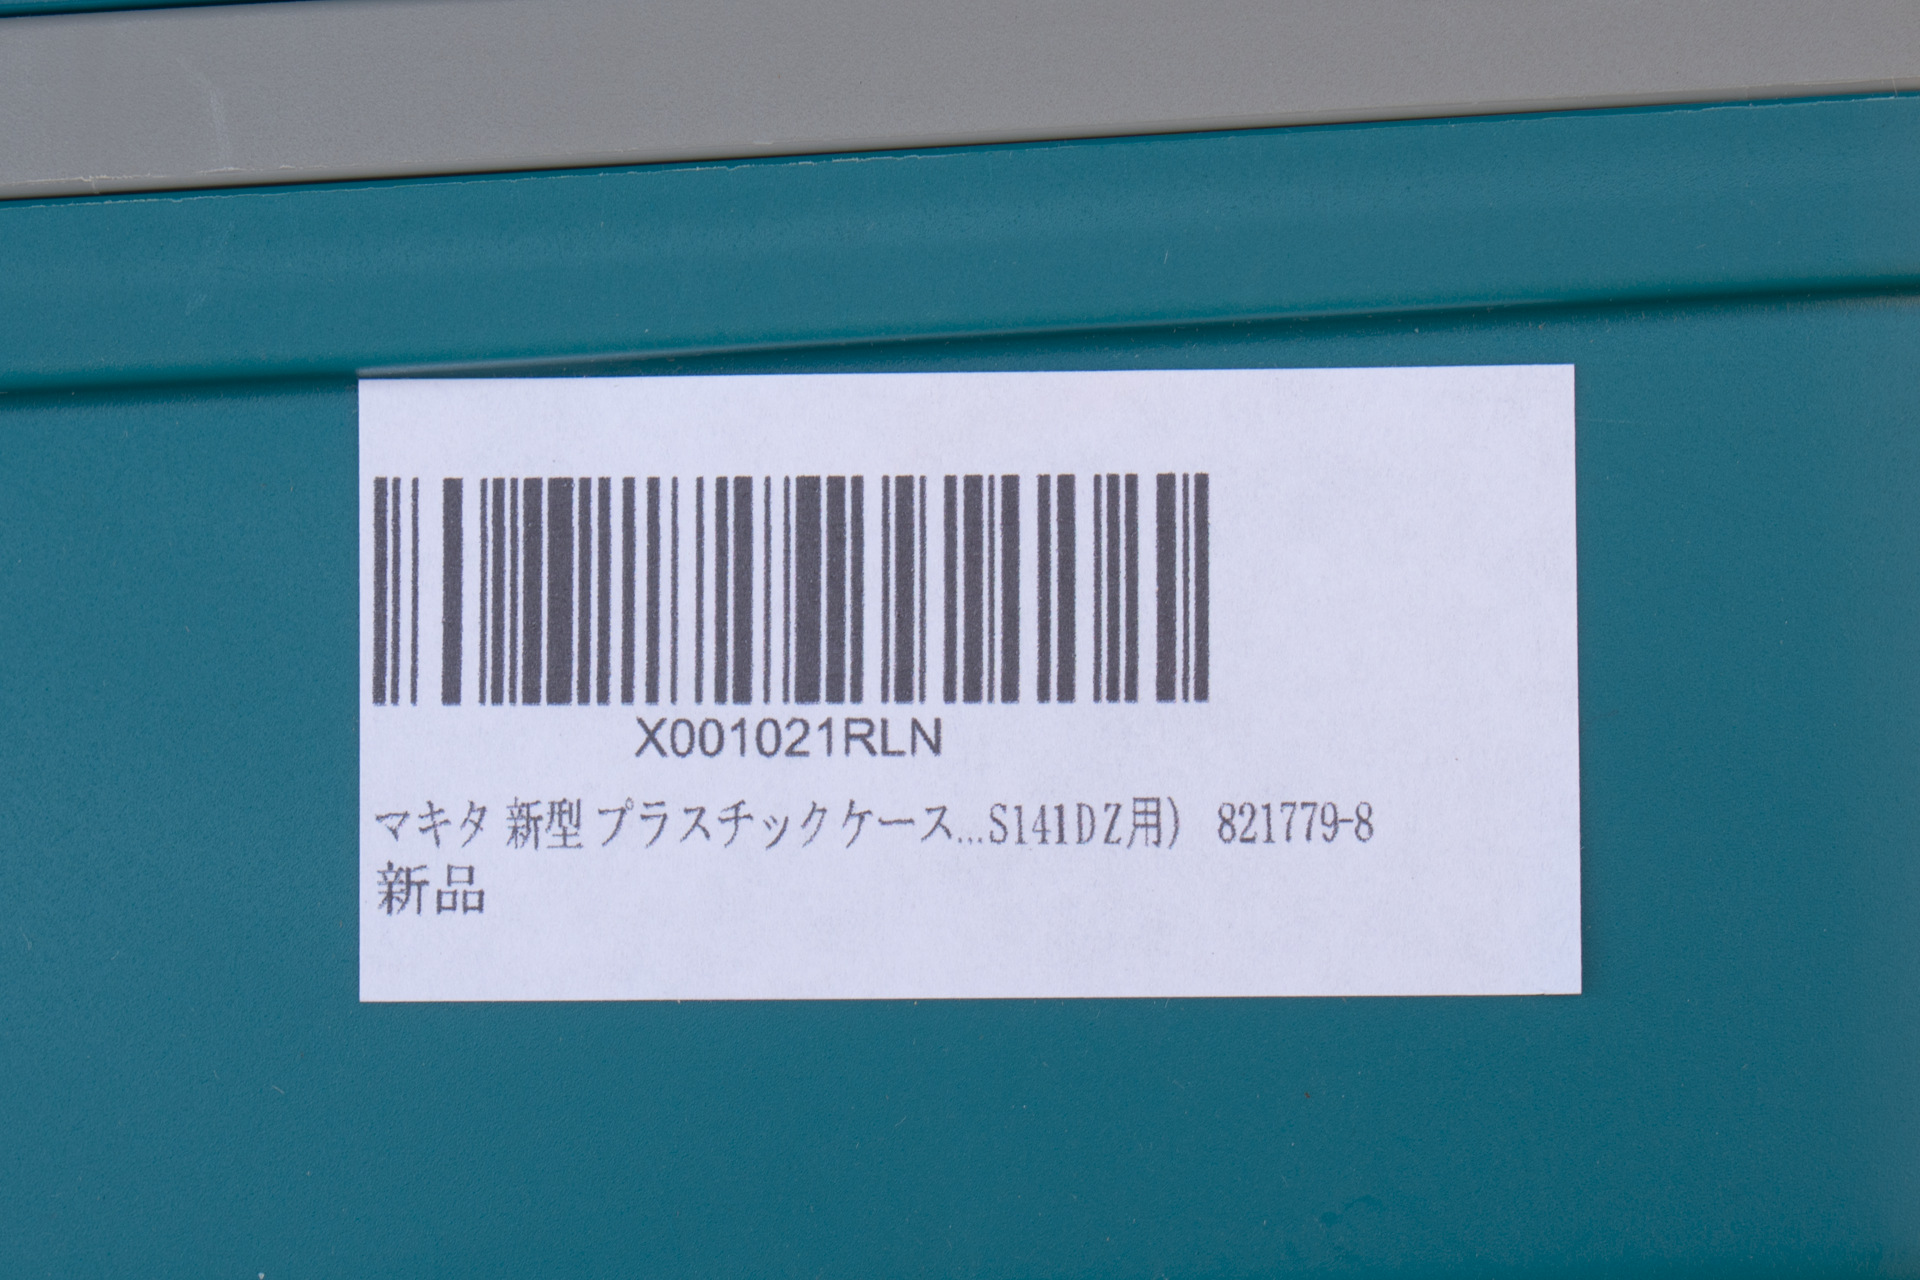 X001021RLN
マキタ 新型 プラスチックケース...S141DZ用） 821779-8
新品